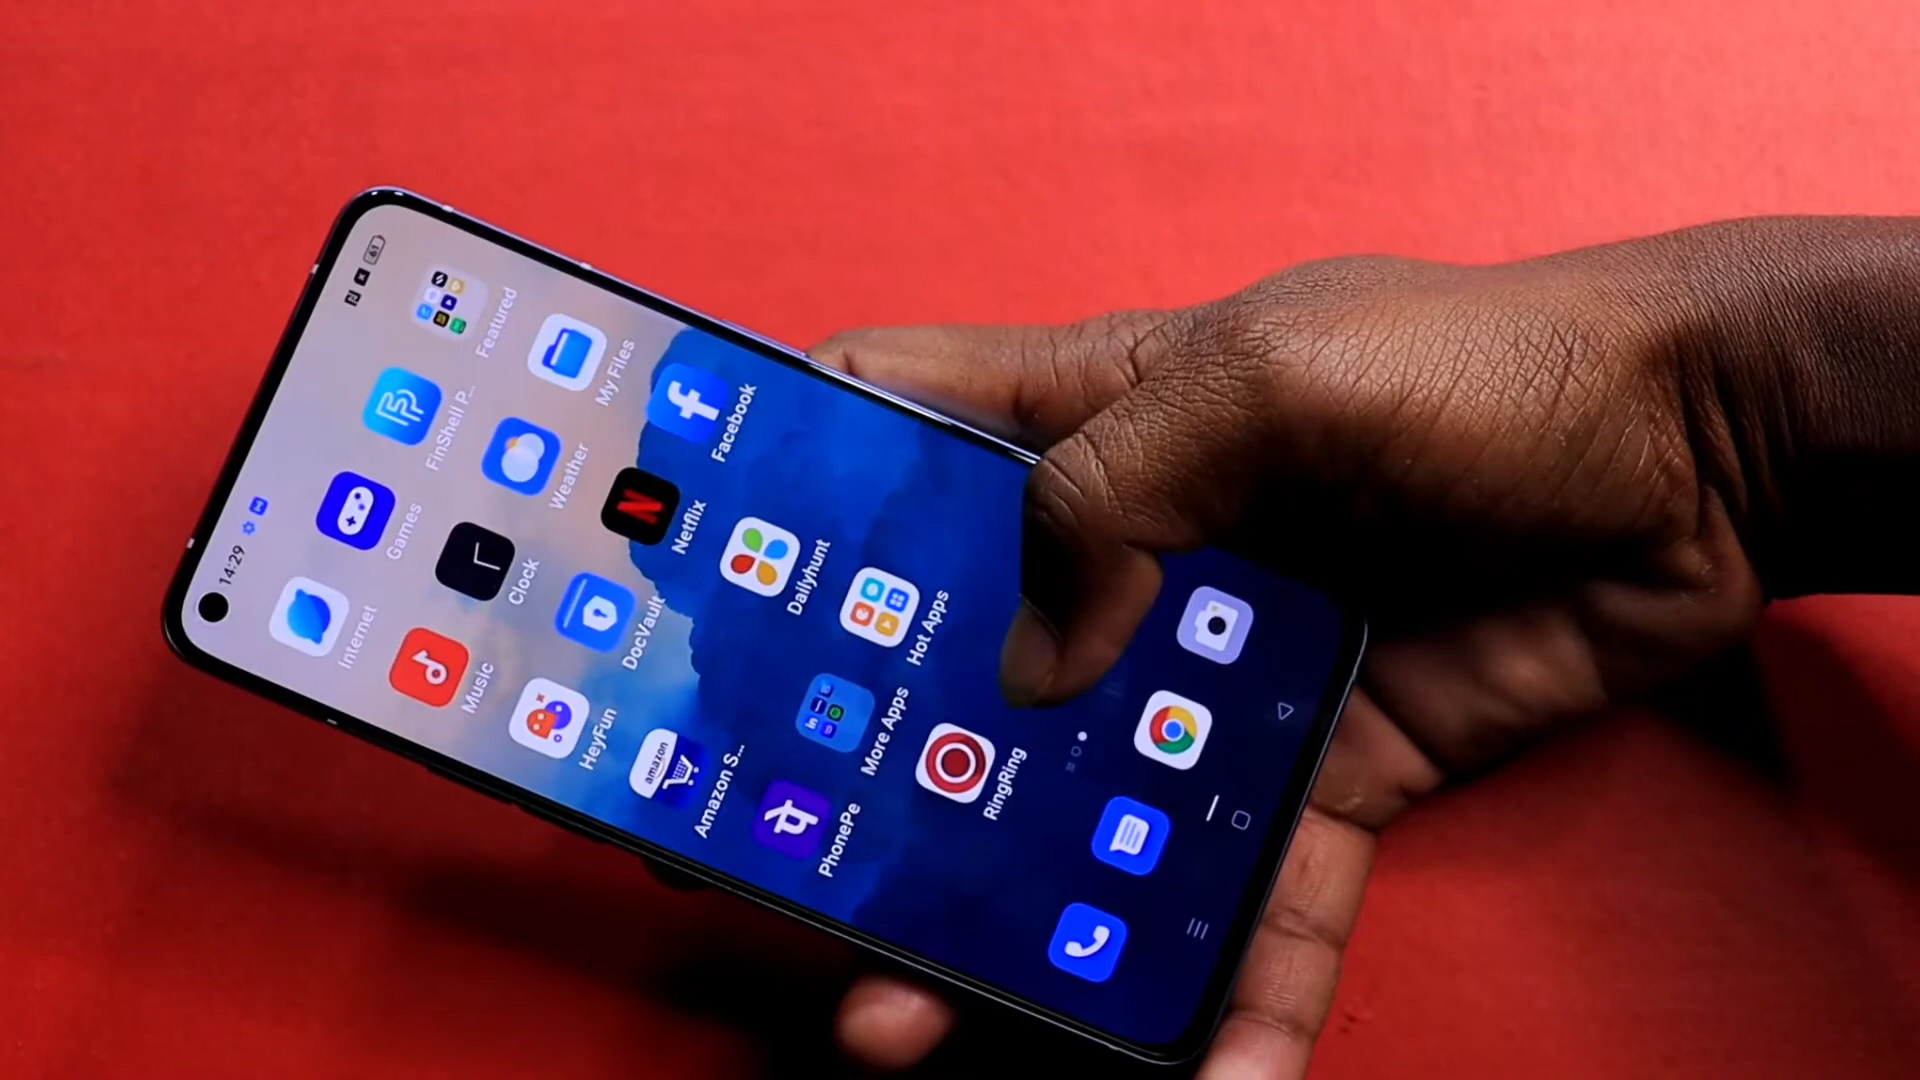 14:29
61
Internet
Games
FinShell P...
Featured
Music
Clock
Weather
My Files
HeyFun
DocVault
Netflix
Facebook
amazon
Amazon S...
Dailyhunt
PhonePe
More Apps
Hot Apps
RingRing